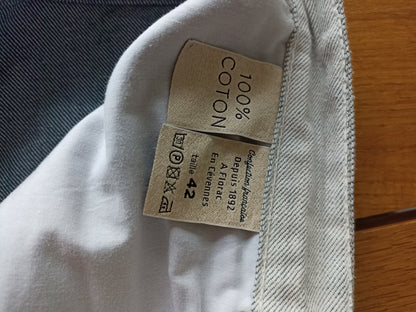 100%
COTON
Confection française
Depuis 1892
A Florac
En Cévennes
taille 42